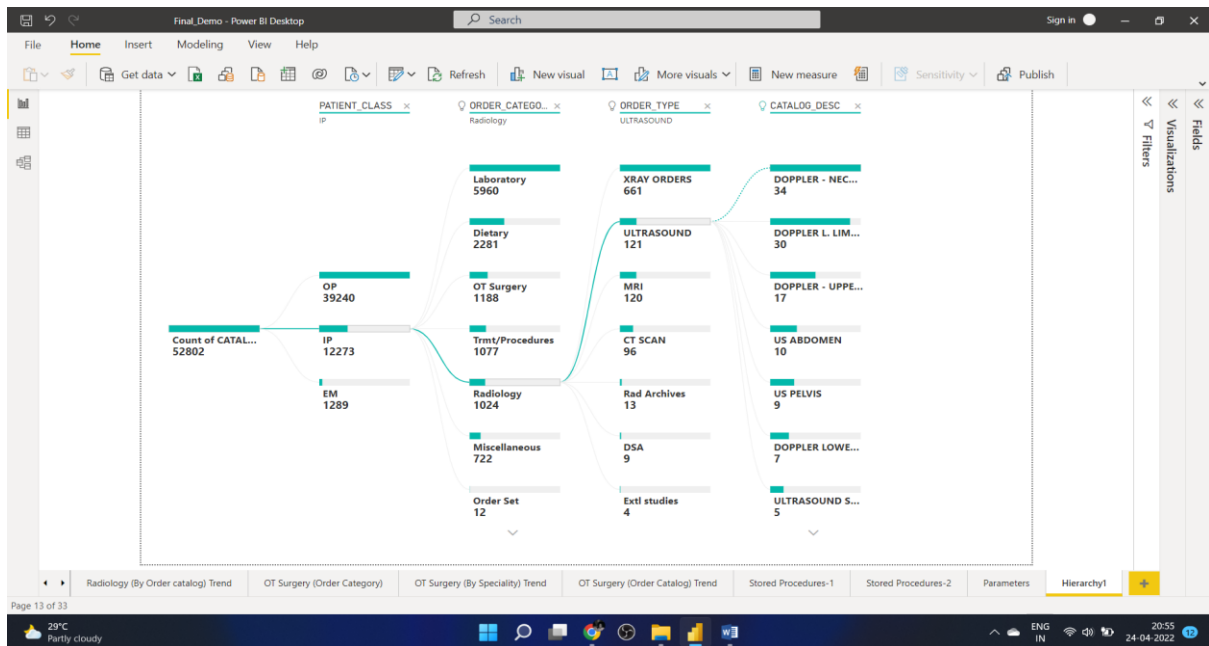 Final_Demo - Power BI Desktop
Search
Sign in
File Home Insert Modeling View Help
Get data
Refresh
New visual
More visuals
New measure
Sensitivity
Publish
PATIENT_CLASS
IP
ORDER_CATEGO...
Radiology
ORDER_TYPE
ULTRASOUND
CATALOG_DESC
Count of CATAL...
52802
OP
39240
IP
12273
EM
1289
Laboratory
5960
Dietary
2281
OT Surgery
1188
Trmt/Procedures
1077
Radiology
1024
Miscellaneous
722
Order Set
12
XRAY ORDERS
661
ULTRASOUND
121
MRI
120
CT SCAN
96
Rad Archives
13
DSA
9
Extl studies
4
DOPPLER - NEC...
34
DOPPLER L. LIM...
30
DOPPLER - UPPE...
17
US ABDOMEN
10
US PELVIS
9
DOPPLER LOWE...
7
ULTRASOUND S...
5
Filters
Visualizations
Fields
Radiology (By Order catalog) Trend
OT Surgery (Order Category)
OT Surgery (By Speciality) Trend
OT Surgery (Order Catalog) Trend
Stored Procedures-1
Stored Procedures-2
Parameters
Hierarchy1
Page 13 of 33
29°C
Partly cloudy
ENG
IN
20:55
24-04-2022
12